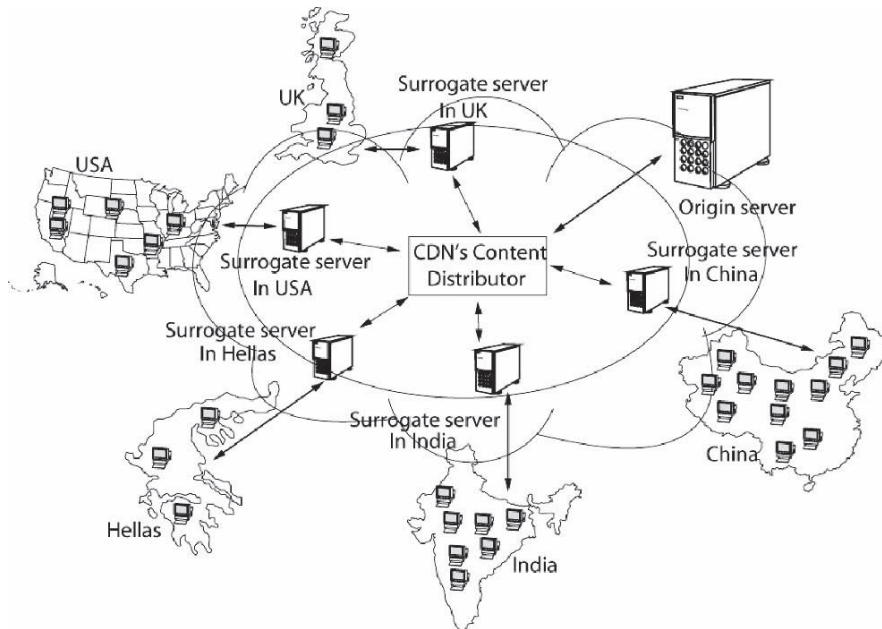 UK
Surrogate server
In UK
USA
Origin server
Surrogate server
In USA
CDN's Content
Distributor
Surrogate server
In China
Surrogate server
In Hellas
Surrogate server
In India
China
Hellas
India